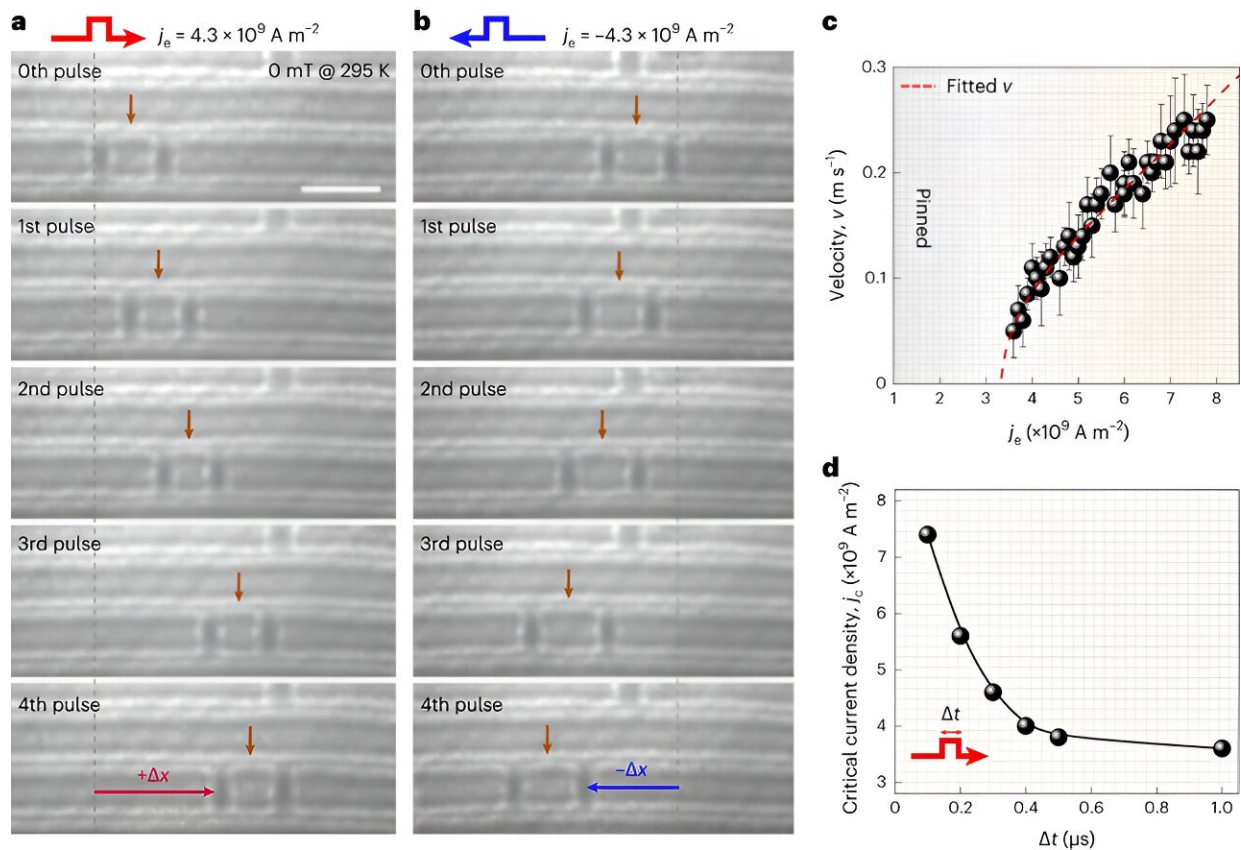 a
jₑ = 4.3 × 10⁹ A m⁻²
0th pulse
0 mT @ 295 K
1st pulse
2nd pulse
3rd pulse
4th pulse
+Δx
b
jₑ = −4.3 × 10⁹ A m⁻²
0th pulse
1st pulse
2nd pulse
3rd pulse
4th pulse
−Δx
c
Velocity, v (m s⁻¹)
0.3
0.2
0.1
0
Fitted v
Pinned
1 2 3 4 5 6 7 8
jₑ (×10⁹ A m⁻²)
d
Critical current density, j꜀ (×10⁹ A m⁻²)
8
7
6
5
4
3
Δt
0 0.2 0.4 0.6 0.8 1.0
Δt (μs)